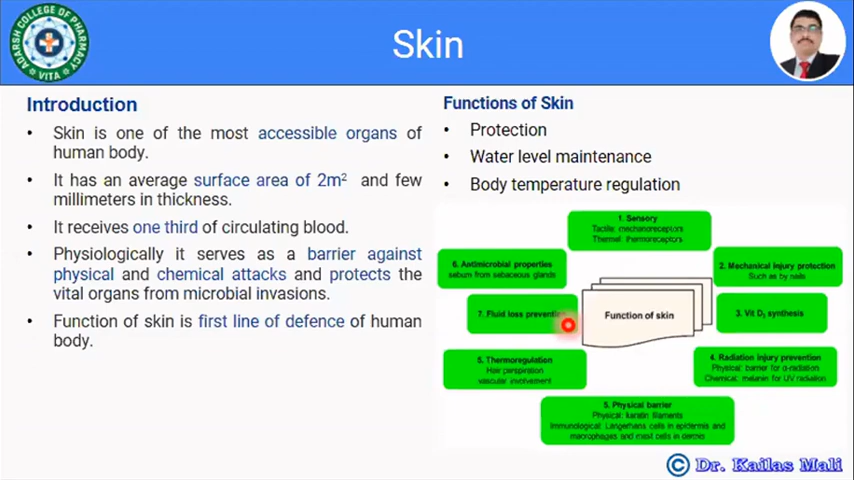 ADARSH COLLEGE OF PHARMACY
VITA
Skin
Introduction
• Skin is one of the most accessible organs of
human body.
• It has an average surface area of 2m² and few
millimeters in thickness.
• It receives one third of circulating blood.
• Physiologically it serves as a barrier against
physical and chemical attacks and protects the
vital organs from microbial invasions.
• Function of skin is first line of defence of human
body.
Functions of Skin
• Protection
• Water level maintenance
• Body temperature regulation
1. Sensory
Tactile: mechanoreceptors
Thermal: thermoreceptors
6. Antimicrobial properties
sebum from sebaceous glands
2. Mechanical injury protection
Such as by nails
7. Fluid loss prevention
Function of skin
3. Vit D₃ synthesis
5. Thermoregulation
Hair perspiration
vascular involvement
4. Radiation injury prevention
Physical: barrier for α-radiation
Chemical: melanin for UV radiation
5. Physical barrier
Physical: keratin filaments
Immunological: Langerhans cells in epidermis and
macrophages and mast cells in dermis
© Dr. Kailas Mali